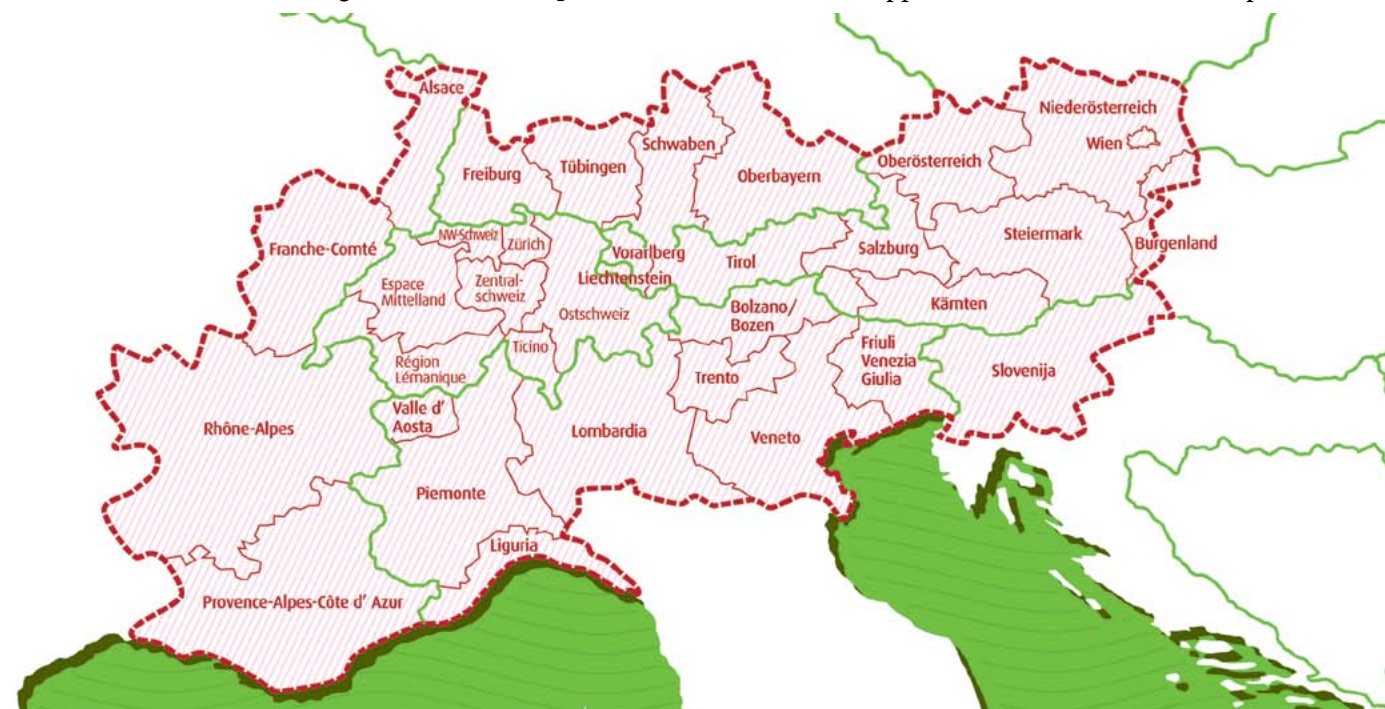 Alsace
Niederösterreich
Wien
Schwaben
Oberösterreich
Tübingen
Freiburg
Oberbayern
Franche-Comté
NW-Schweiz
Zürich
Vorarlberg
Tirol
Salzburg
Steiermark
Burgenland
Liechtenstein
Zentral-
schweiz
Espace
Mittelland
Ostschweiz
Bolzano/
Bozen
Kärnten
Ticino
Friuli
Venezia
Giulia
Région
Lémanique
Trento
Slovenija
Valle d'
Aosta
Rhône-Alpes
Lombardia
Veneto
Piemonte
Liguria
Provence-Alpes-Côte d' Azur